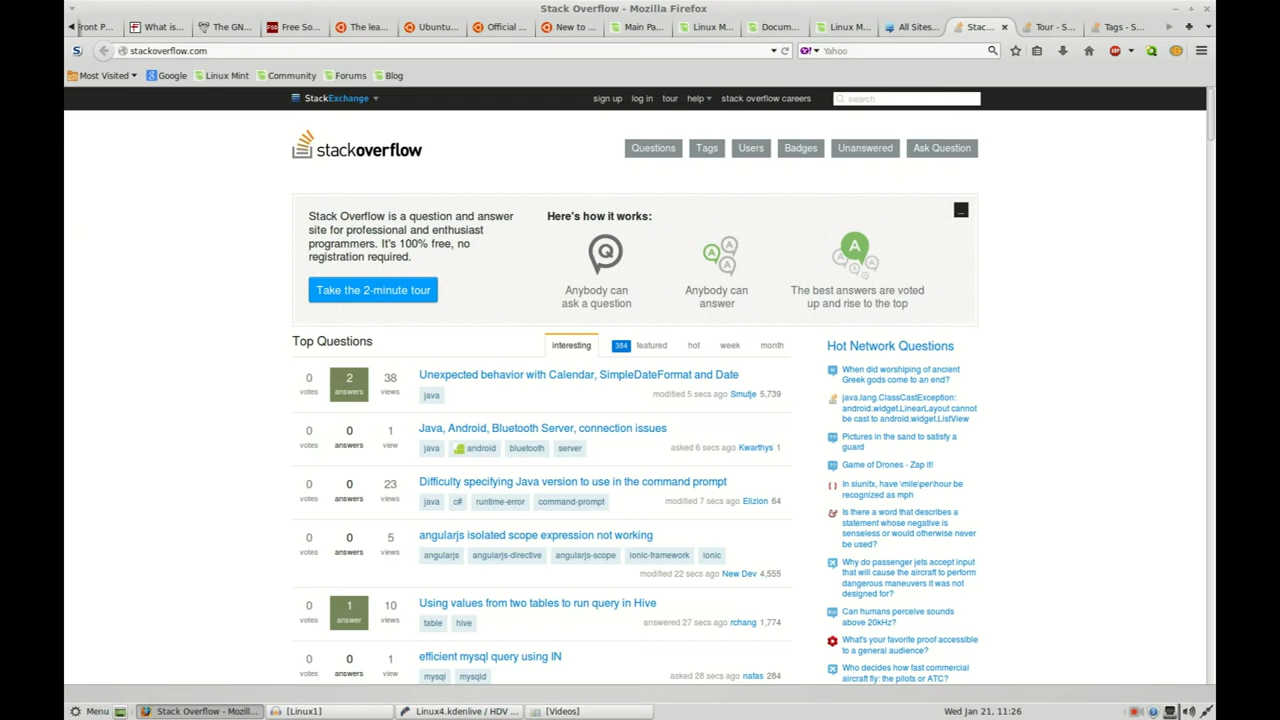 Stack Overflow - Mozilla Firefox
ront P... What is... The GN... Free So... The lea... Ubuntu... Official ... New to ... Main Pa... Linux M... Docum... Linux M... All Sites... Stac... Tour - S... Tags - S...
stackoverflow.com Yahoo
Most Visited Google Linux Mint Community Forums Blog
StackExchange sign up log in tour help stack overflow careers search
stackoverflow Questions Tags Users Badges Unanswered Ask Question
Stack Overflow is a question and answer
site for professional and enthusiast
programmers. It's 100% free, no
registration required.
Take the 2-minute tour
Here's how it works:
Q A A A A
Anybody can
ask a question
Anybody can
answer
The best answers are voted
up and rise to the top
Top Questions interesting 384 featured hot week month
0 2 38 Unexpected behavior with Calendar, SimpleDateFormat and Date
votes answers views java modified 5 secs ago Smutje 5,739
0 0 1 Java, Android, Bluetooth Server, connection issues
votes answers view java android bluetooth server asked 6 secs ago Kwarthys 1
0 0 23 Difficulty specifying Java version to use in the command prompt
votes answers views java c# runtime-error command-prompt modified 7 secs ago Elizion 64
0 0 5 angularjs isolated scope expression not working
votes answers views angularjs angularjs-directive angularjs-scope ionic-framework ionic
modified 22 secs ago New Dev 4,555
0 1 10 Using values from two tables to run query in Hive
votes answer views table hive answered 27 secs ago rchang 1,774
0 0 1 efficient mysql query using IN
votes answers view mysql mysqld asked 28 secs ago nafas 284
Hot Network Questions
When did worshiping of ancient
Greek gods come to an end?
java.lang.ClassCastException:
android.widget.LinearLayout cannot
be cast to android.widget.ListView
Pictures in the sand to satisfy a
guard
Game of Drones - Zap it!
In siunitx, have \mile\per\hour be
recognized as mph
Is there a word that describes a
statement whose negative is
senseless or would otherwise never
be used?
Why do passenger jets accept input
that will cause the aircraft to perform
dangerous maneuvers it was not
designed for?
Can humans perceive sounds
above 20kHz?
What's your favorite proof accessible
to a general audience?
Who decides how fast commercial
aircraft fly: the pilots or ATC?
Menu Stack Overflow - Mozill... [Linux1] Linux4.kdenlive / HDV ... [Videos] Wed Jan 21, 11:26